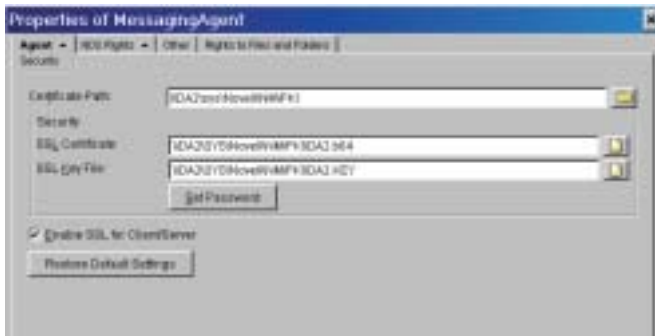 Properties of MessagingAgent
Agent NDS Rights Other Rights to Files and Folders
Security
Certificate Path:
Security
SSL Certificate:
SSL Key File:
Set Password
Enable SSL for Client/Server
Restore Default Settings